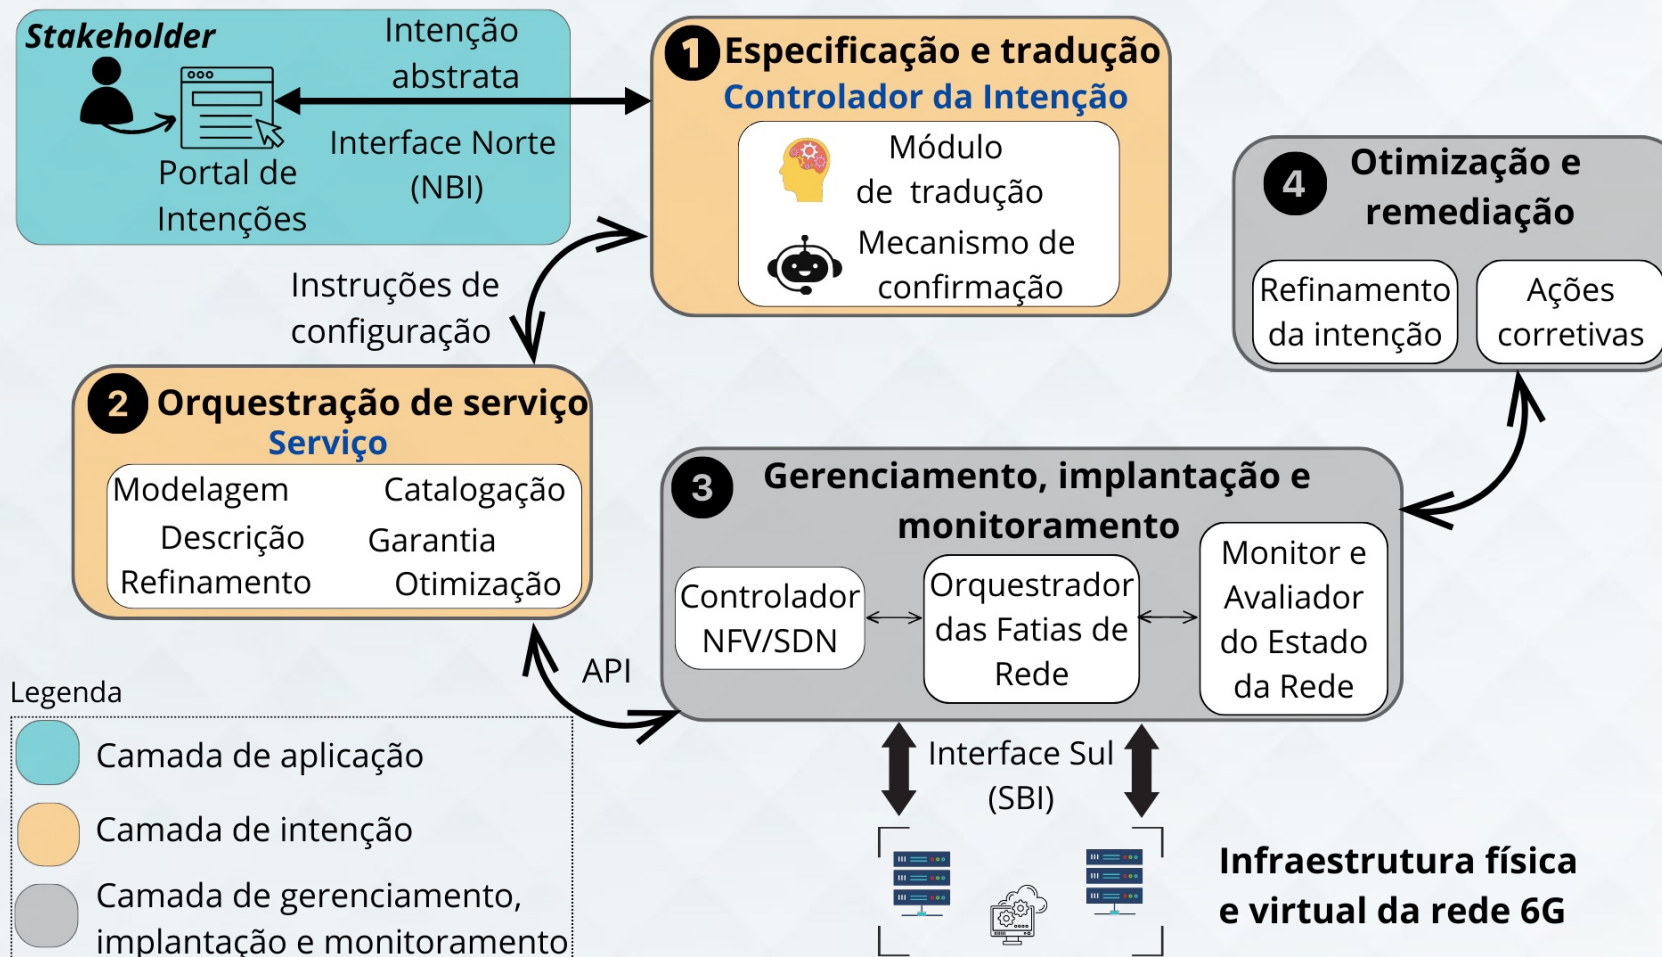 Stakeholder
Intenção
abstrata
Interface Norte
(NBI)
Portal de
Intenções
1 Especificação e tradução
Controlador da Intenção
Módulo
de tradução
Mecanismo de
confirmação
4 Otimização e
remediação
Refinamento
da intenção
Ações
corretivas
Instruções de
configuração
2 Orquestração de serviço
Serviço
Modelagem Catalogação
Descrição Garantia
Refinamento Otimização
3 Gerenciamento, implantação e
monitoramento
Controlador
NFV/SDN
Orquestrador
das Fatias de
Rede
Monitor e
Avaliador
do Estado
da Rede
API
Interface Sul
(SBI)
Infraestrutura física
e virtual da rede 6G
Legenda
Camada de aplicação
Camada de intenção
Camada de gerenciamento,
implantação e monitoramento